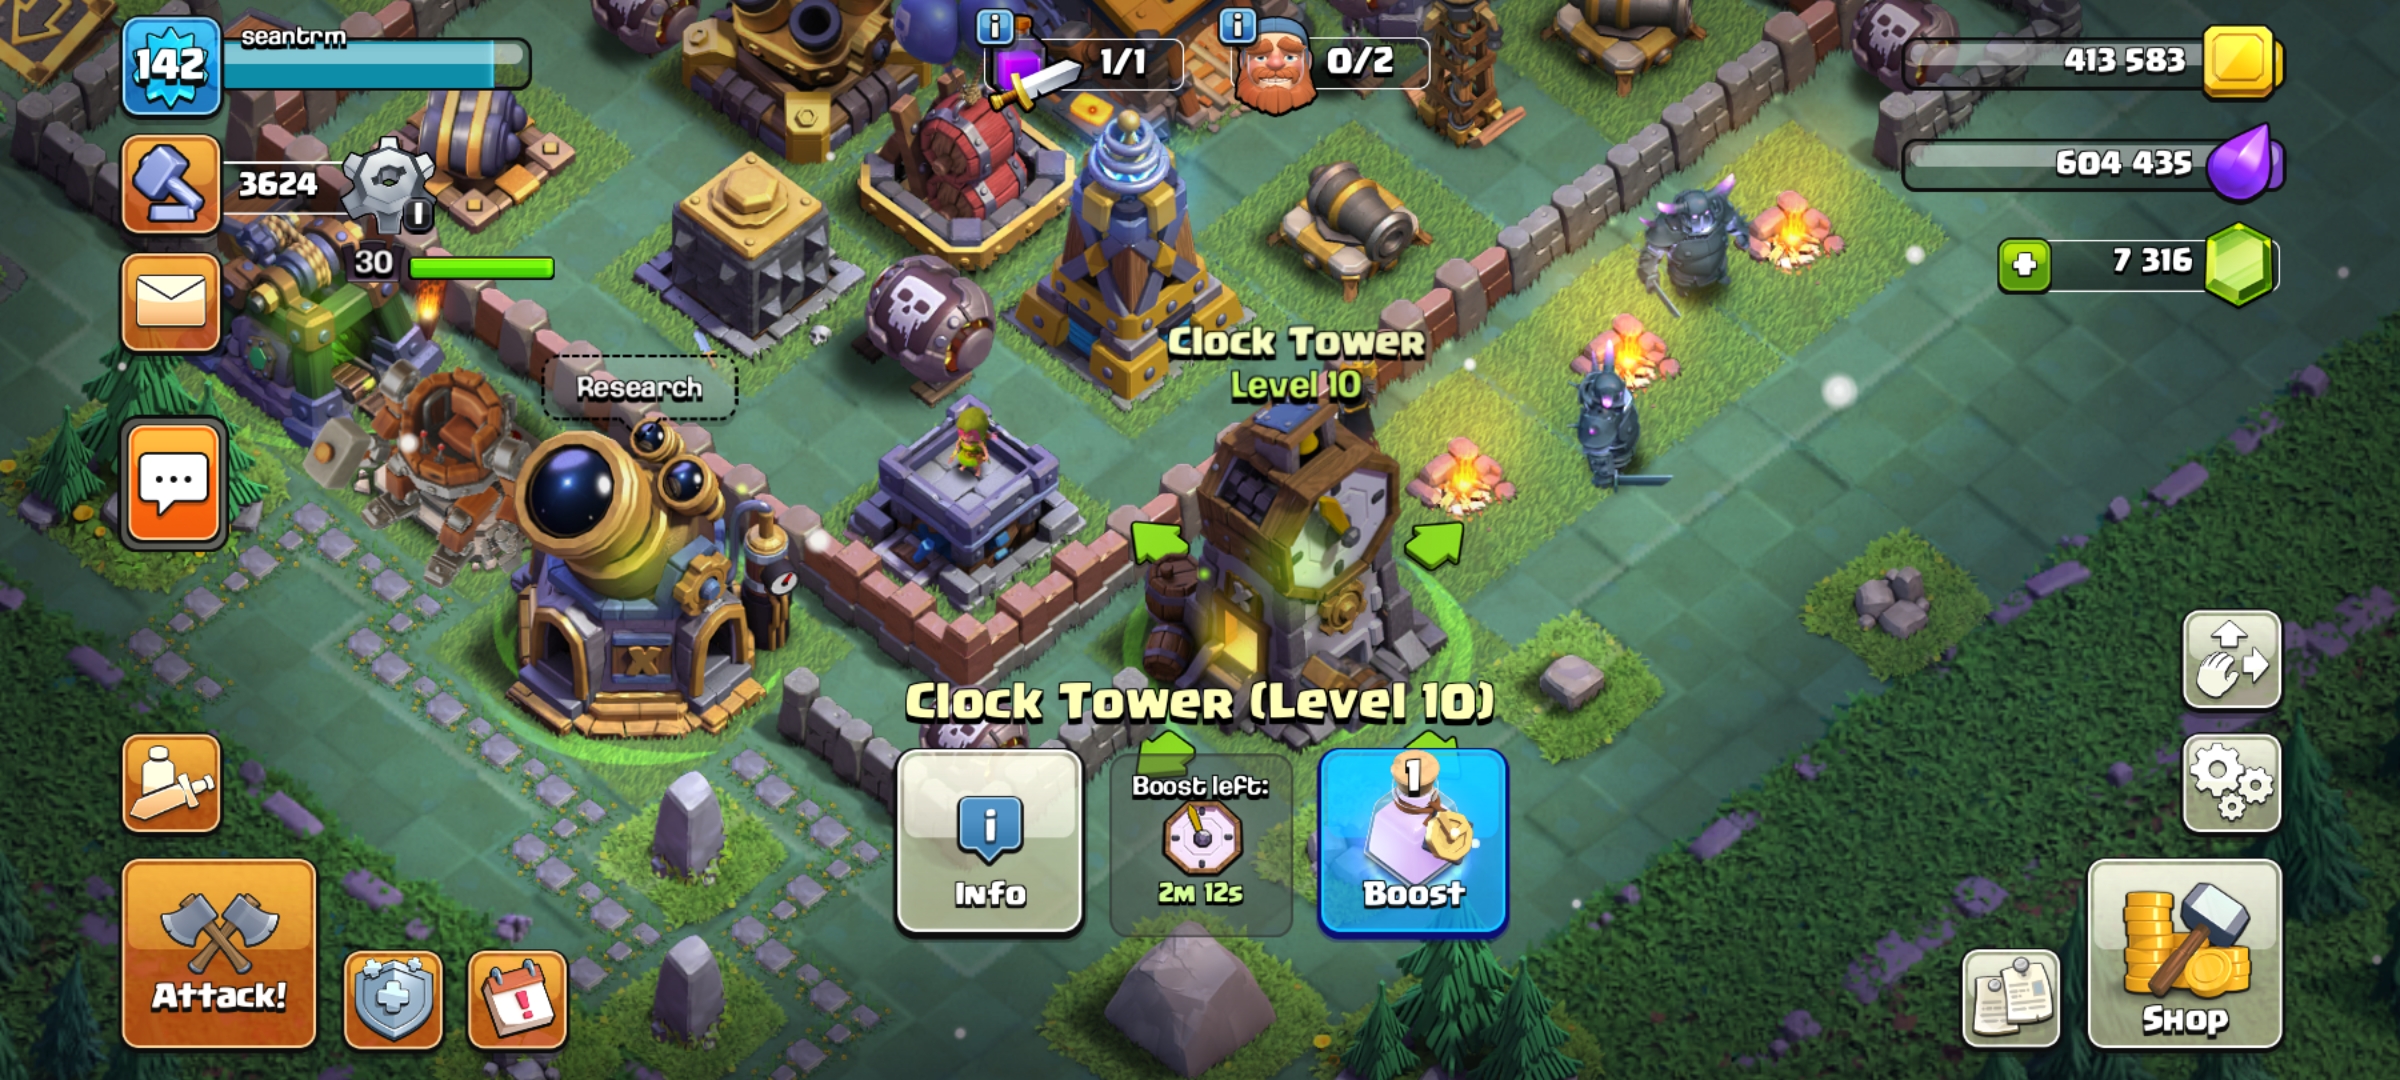 142
seantrm
1/1
0/2
413 583
3624
604 435
30
7 316
Clock Tower
Level 10
Research
Clock Tower (Level 10)
Info
Boost left:
2m 12s
1
Boost
Attack!
Shop